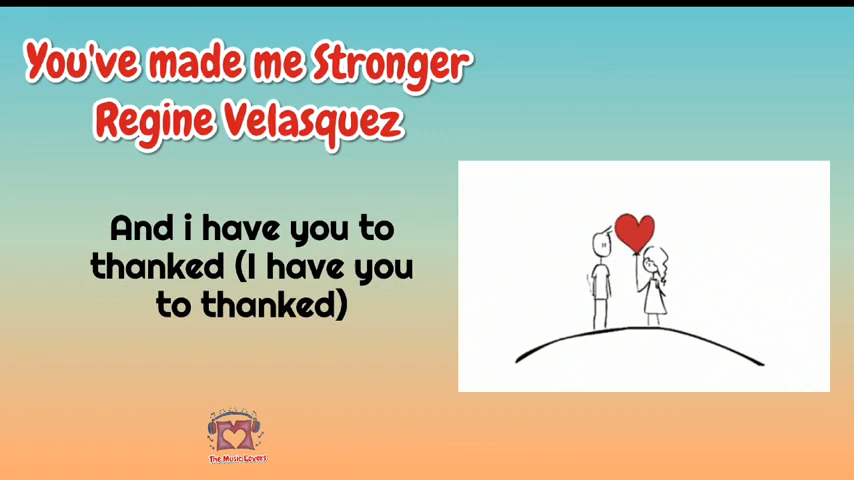 You've made me Stronger
Regine Velasquez
And i have you to
thanked (I have you
to thanked)
The Music Lovers